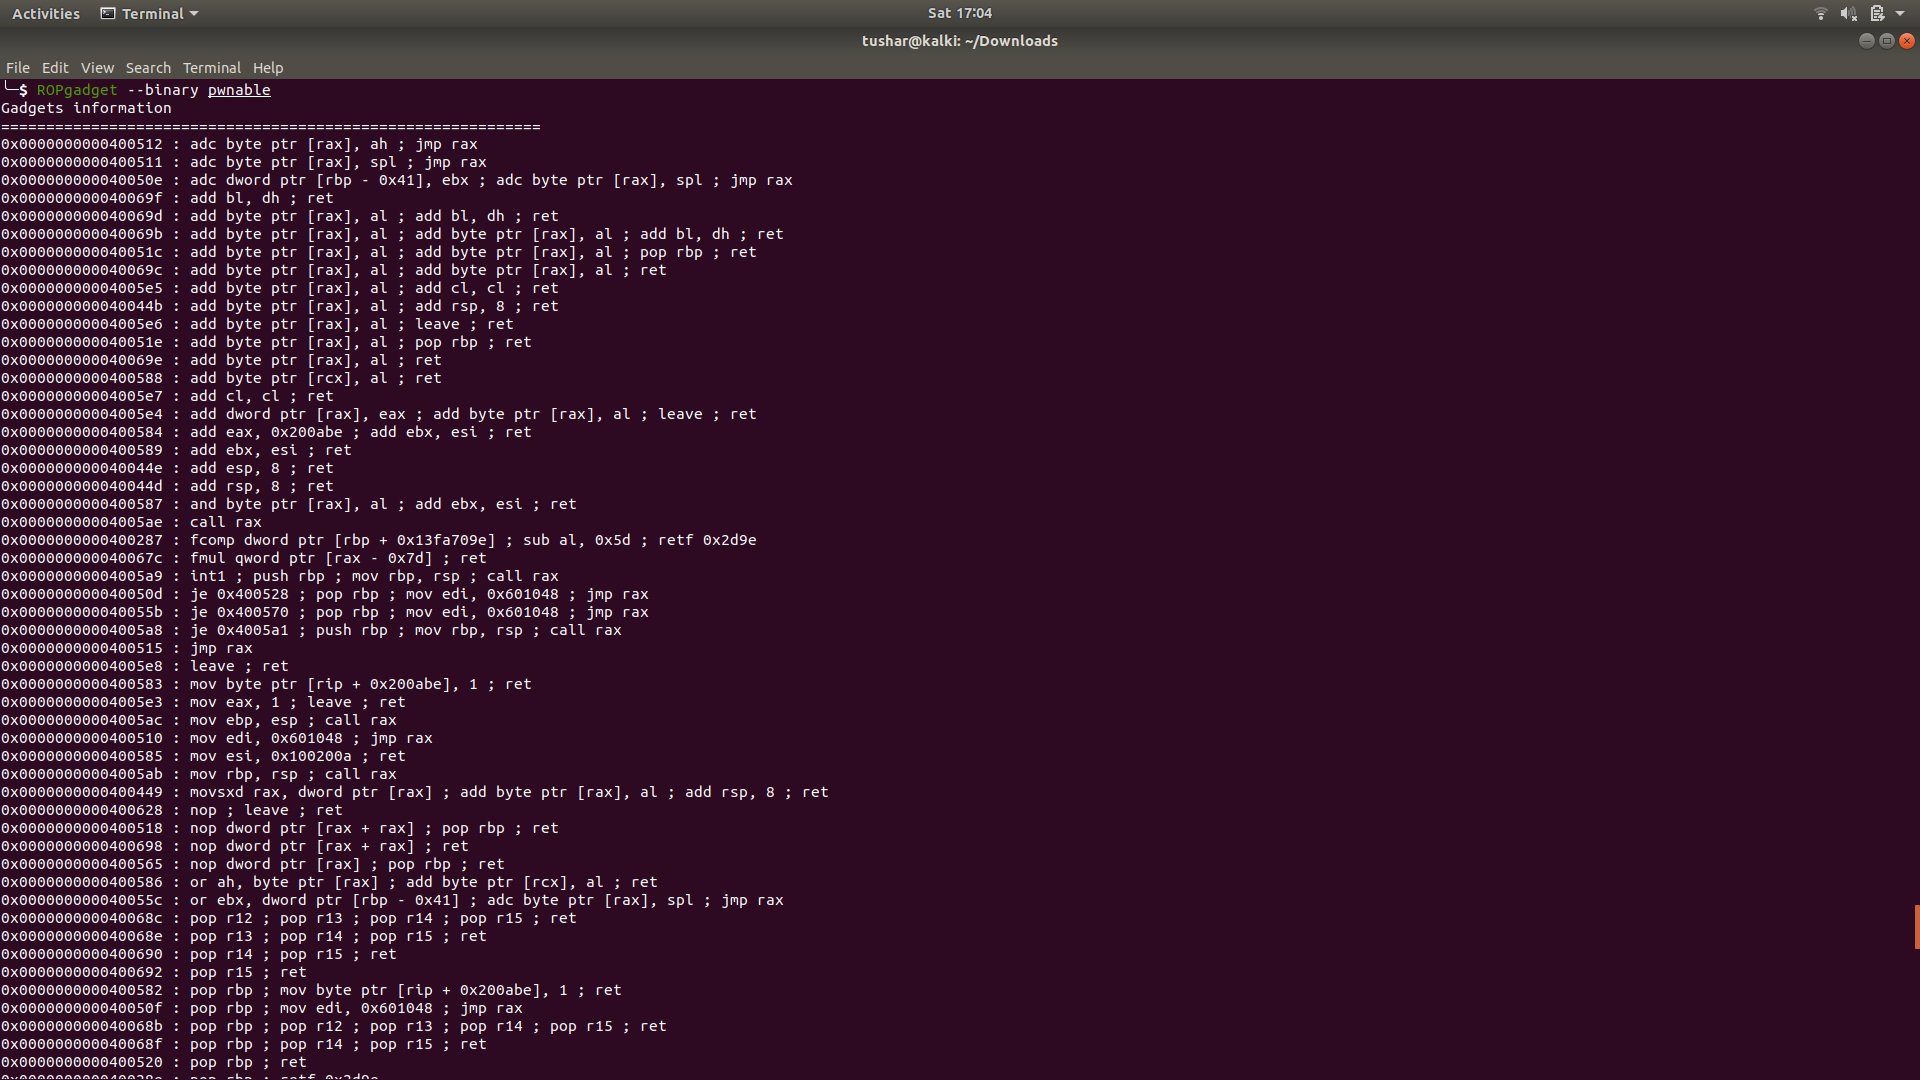 Activities Terminal Sat 17:04
tushar@kalki: ~/Downloads
File Edit View Search Terminal Help
╰─$ ROPgadget --binary pwnable
Gadgets information
============================================================
0x0000000000400512 : adc byte ptr [rax], ah ; jmp rax
0x0000000000400511 : adc byte ptr [rax], spl ; jmp rax
0x000000000040050e : adc dword ptr [rbp - 0x41], ebx ; adc byte ptr [rax], spl ; jmp rax
0x000000000040069f : add bl, dh ; ret
0x000000000040069d : add byte ptr [rax], al ; add bl, dh ; ret
0x000000000040069b : add byte ptr [rax], al ; add byte ptr [rax], al ; add bl, dh ; ret
0x000000000040051c : add byte ptr [rax], al ; add byte ptr [rax], al ; pop rbp ; ret
0x000000000040069c : add byte ptr [rax], al ; add byte ptr [rax], al ; ret
0x00000000004005e5 : add byte ptr [rax], al ; add cl, cl ; ret
0x000000000040044b : add byte ptr [rax], al ; add rsp, 8 ; ret
0x00000000004005e6 : add byte ptr [rax], al ; leave ; ret
0x000000000040051e : add byte ptr [rax], al ; pop rbp ; ret
0x000000000040069e : add byte ptr [rax], al ; ret
0x0000000000400588 : add byte ptr [rcx], al ; ret
0x00000000004005e7 : add cl, cl ; ret
0x00000000004005e4 : add dword ptr [rax], eax ; add byte ptr [rax], al ; leave ; ret
0x0000000000400584 : add eax, 0x200abe ; add ebx, esi ; ret
0x0000000000400589 : add ebx, esi ; ret
0x000000000040044e : add esp, 8 ; ret
0x000000000040044d : add rsp, 8 ; ret
0x0000000000400587 : and byte ptr [rax], al ; add ebx, esi ; ret
0x00000000004005ae : call rax
0x0000000000400287 : fcomp dword ptr [rbp + 0x13fa709e] ; sub al, 0x5d ; retf 0x2d9e
0x000000000040067c : fmul qword ptr [rax - 0x7d] ; ret
0x00000000004005a9 : int1 ; push rbp ; mov rbp, rsp ; call rax
0x000000000040050d : je 0x400528 ; pop rbp ; mov edi, 0x601048 ; jmp rax
0x000000000040055b : je 0x400570 ; pop rbp ; mov edi, 0x601048 ; jmp rax
0x00000000004005a8 : je 0x4005a1 ; push rbp ; mov rbp, rsp ; call rax
0x0000000000400515 : jmp rax
0x00000000004005e8 : leave ; ret
0x0000000000400583 : mov byte ptr [rip + 0x200abe], 1 ; ret
0x00000000004005e3 : mov eax, 1 ; leave ; ret
0x00000000004005ac : mov ebp, esp ; call rax
0x0000000000400510 : mov edi, 0x601048 ; jmp rax
0x0000000000400585 : mov esi, 0x100200a ; ret
0x00000000004005ab : mov rbp, rsp ; call rax
0x0000000000400449 : movsxd rax, dword ptr [rax] ; add byte ptr [rax], al ; add rsp, 8 ; ret
0x0000000000400628 : nop ; leave ; ret
0x0000000000400518 : nop dword ptr [rax + rax] ; pop rbp ; ret
0x0000000000400698 : nop dword ptr [rax + rax] ; ret
0x0000000000400565 : nop dword ptr [rax] ; pop rbp ; ret
0x0000000000400586 : or ah, byte ptr [rax] ; add byte ptr [rcx], al ; ret
0x000000000040055c : or ebx, dword ptr [rbp - 0x41] ; adc byte ptr [rax], spl ; jmp rax
0x000000000040068c : pop r12 ; pop r13 ; pop r14 ; pop r15 ; ret
0x000000000040068e : pop r13 ; pop r14 ; pop r15 ; ret
0x0000000000400690 : pop r14 ; pop r15 ; ret
0x0000000000400692 : pop r15 ; ret
0x0000000000400582 : pop rbp ; mov byte ptr [rip + 0x200abe], 1 ; ret
0x000000000040050f : pop rbp ; mov edi, 0x601048 ; jmp rax
0x000000000040068b : pop rbp ; pop r12 ; pop r13 ; pop r14 ; pop r15 ; ret
0x000000000040068f : pop rbp ; pop r14 ; pop r15 ; ret
0x0000000000400520 : pop rbp ; ret
pop rbp ; retf 0x2d9e